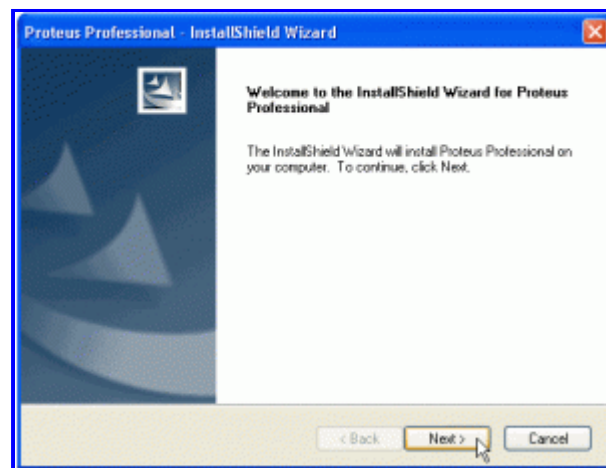 Proteus Professional - InstallShield Wizard
Welcome to the InstallShield Wizard for Proteus
Professional
The InstallShield Wizard will install Proteus Professional on
your computer. To continue, click Next.
< Back
Next >
Cancel